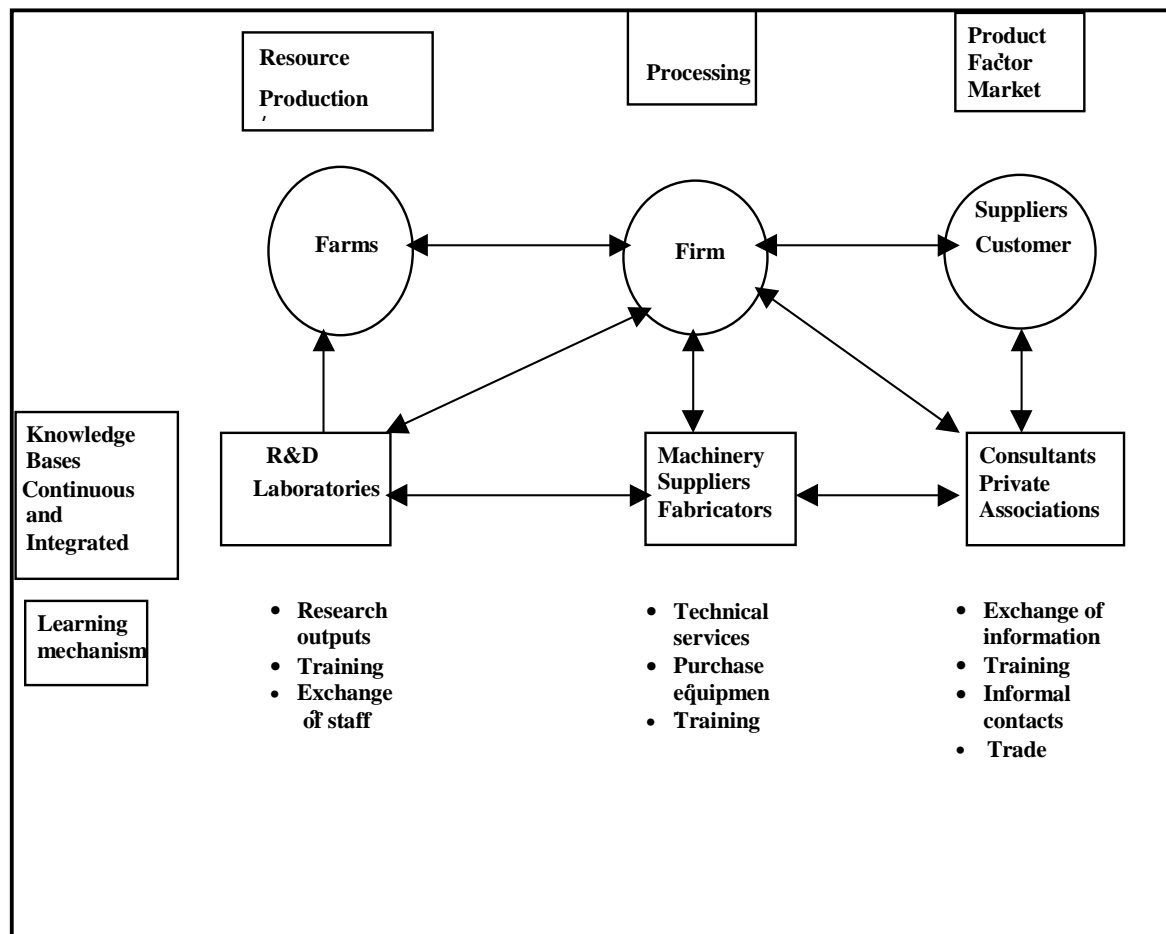 Resource
Production
Processing
Product
Factor
Market
Farms
Firm
Suppliers
Customer
Knowledge
Bases
Continuous
and
Integrated
R&D
Laboratories
Machinery
Suppliers
Fabricators
Consultants
Private
Associations
Learning
mechanism
• Research
outputs
• Training
• Exchange
of staff
• Technical
services
• Purchase
equipmen
• Training
• Exchange of
information
• Training
• Informal
contacts
• Trade